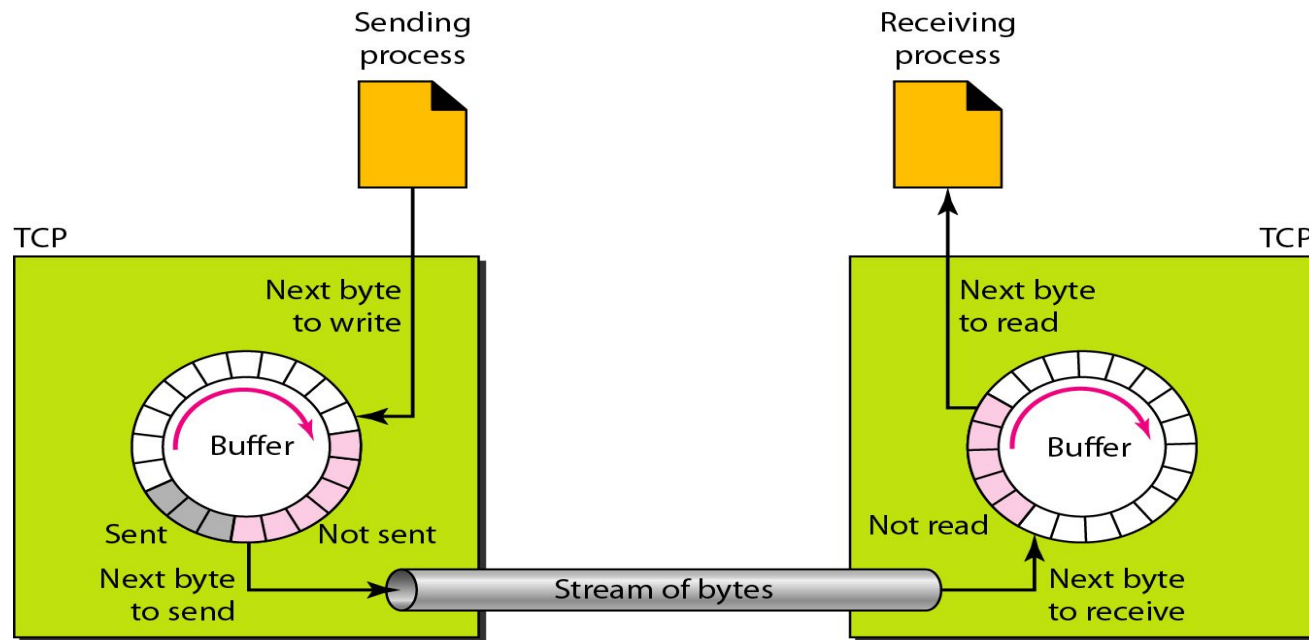 Sending
process
Receiving
process
TCP
TCP
Next byte
to write
Next byte
to read
Buffer
Buffer
Sent
Not sent
Not read
Next byte
to send
Stream of bytes
Next byte
to receive